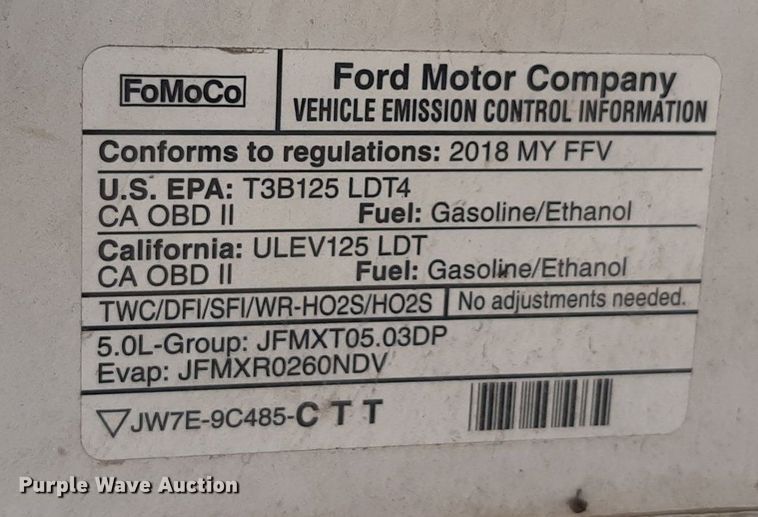 FoMoCo
Ford Motor Company
VEHICLE EMISSION CONTROL INFORMATION
Conforms to regulations: 2018 MY FFV
U.S. EPA: T3B125 LDT4
CA OBD II Fuel: Gasoline/Ethanol
California: ULEV125 LDT
CA OBD II Fuel: Gasoline/Ethanol
TWC/DFI/SFI/WR-HO2S/HO2S No adjustments needed.
5.0L-Group: JFMXT05.03DP
Evap: JFMXR0260NDV
JW7E-9C485-C T T
Purple Wave Auction